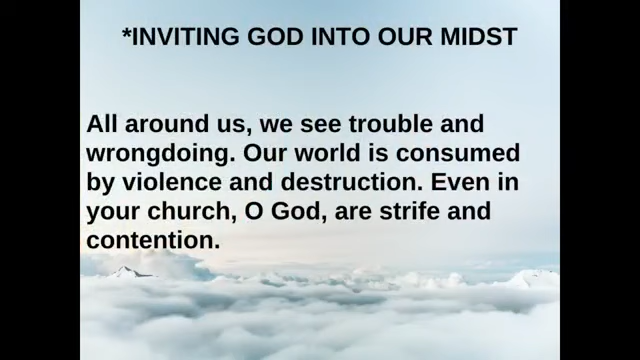 *INVITING GOD INTO OUR MIDST
All around us, we see trouble and
wrongdoing. Our world is consumed
by violence and destruction. Even in
your church, O God, are strife and
contention.